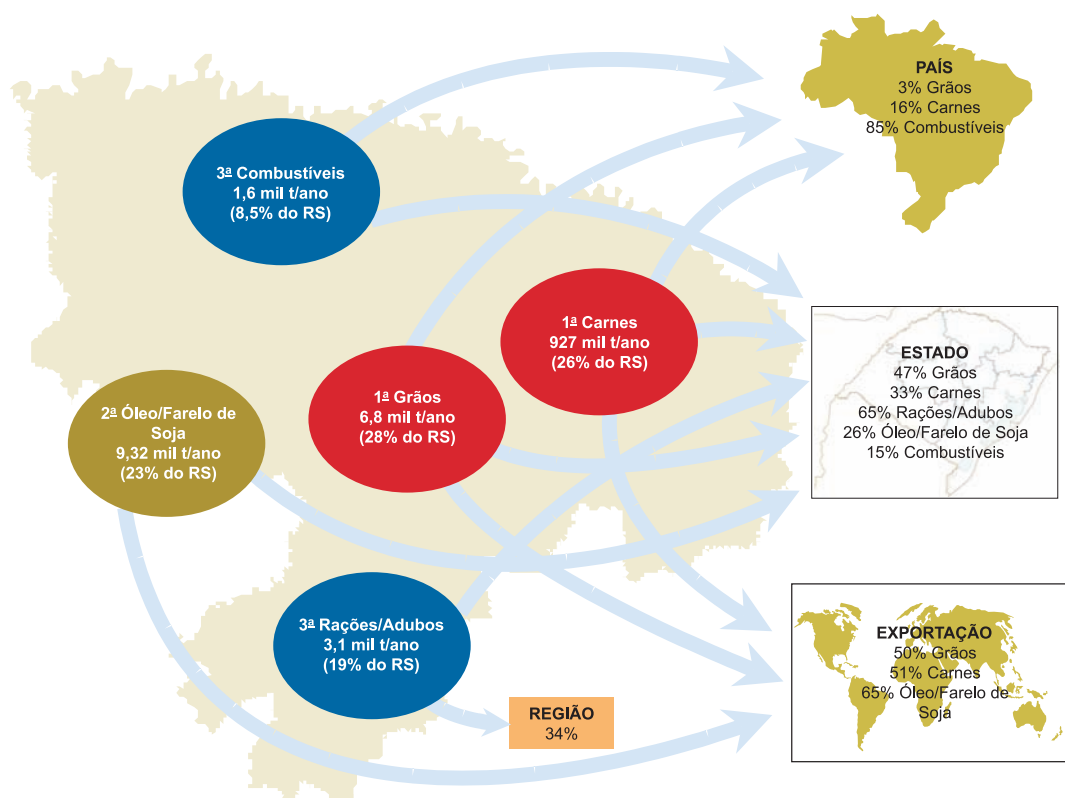 PAÍS
3% Grãos
16% Carnes
85% Combustíveis
3ª Combustíveis
1,6 mil t/ano
(8,5% do RS)
1ª Carnes
927 mil t/ano
(26% do RS)
1ª Grãos
6,8 mil t/ano
(28% do RS)
2ª Óleo/Farelo de
Soja
9,32 mil t/ano
(23% do RS)
ESTADO
47% Grãos
33% Carnes
65% Rações/Adubos
26% Óleo/Farelo de Soja
15% Combustíveis
3ª Rações/Adubos
3,1 mil t/ano
(19% do RS)
REGIÃO
34%
EXPORTAÇÃO
50% Grãos
51% Carnes
65% Óleo/Farelo de
Soja